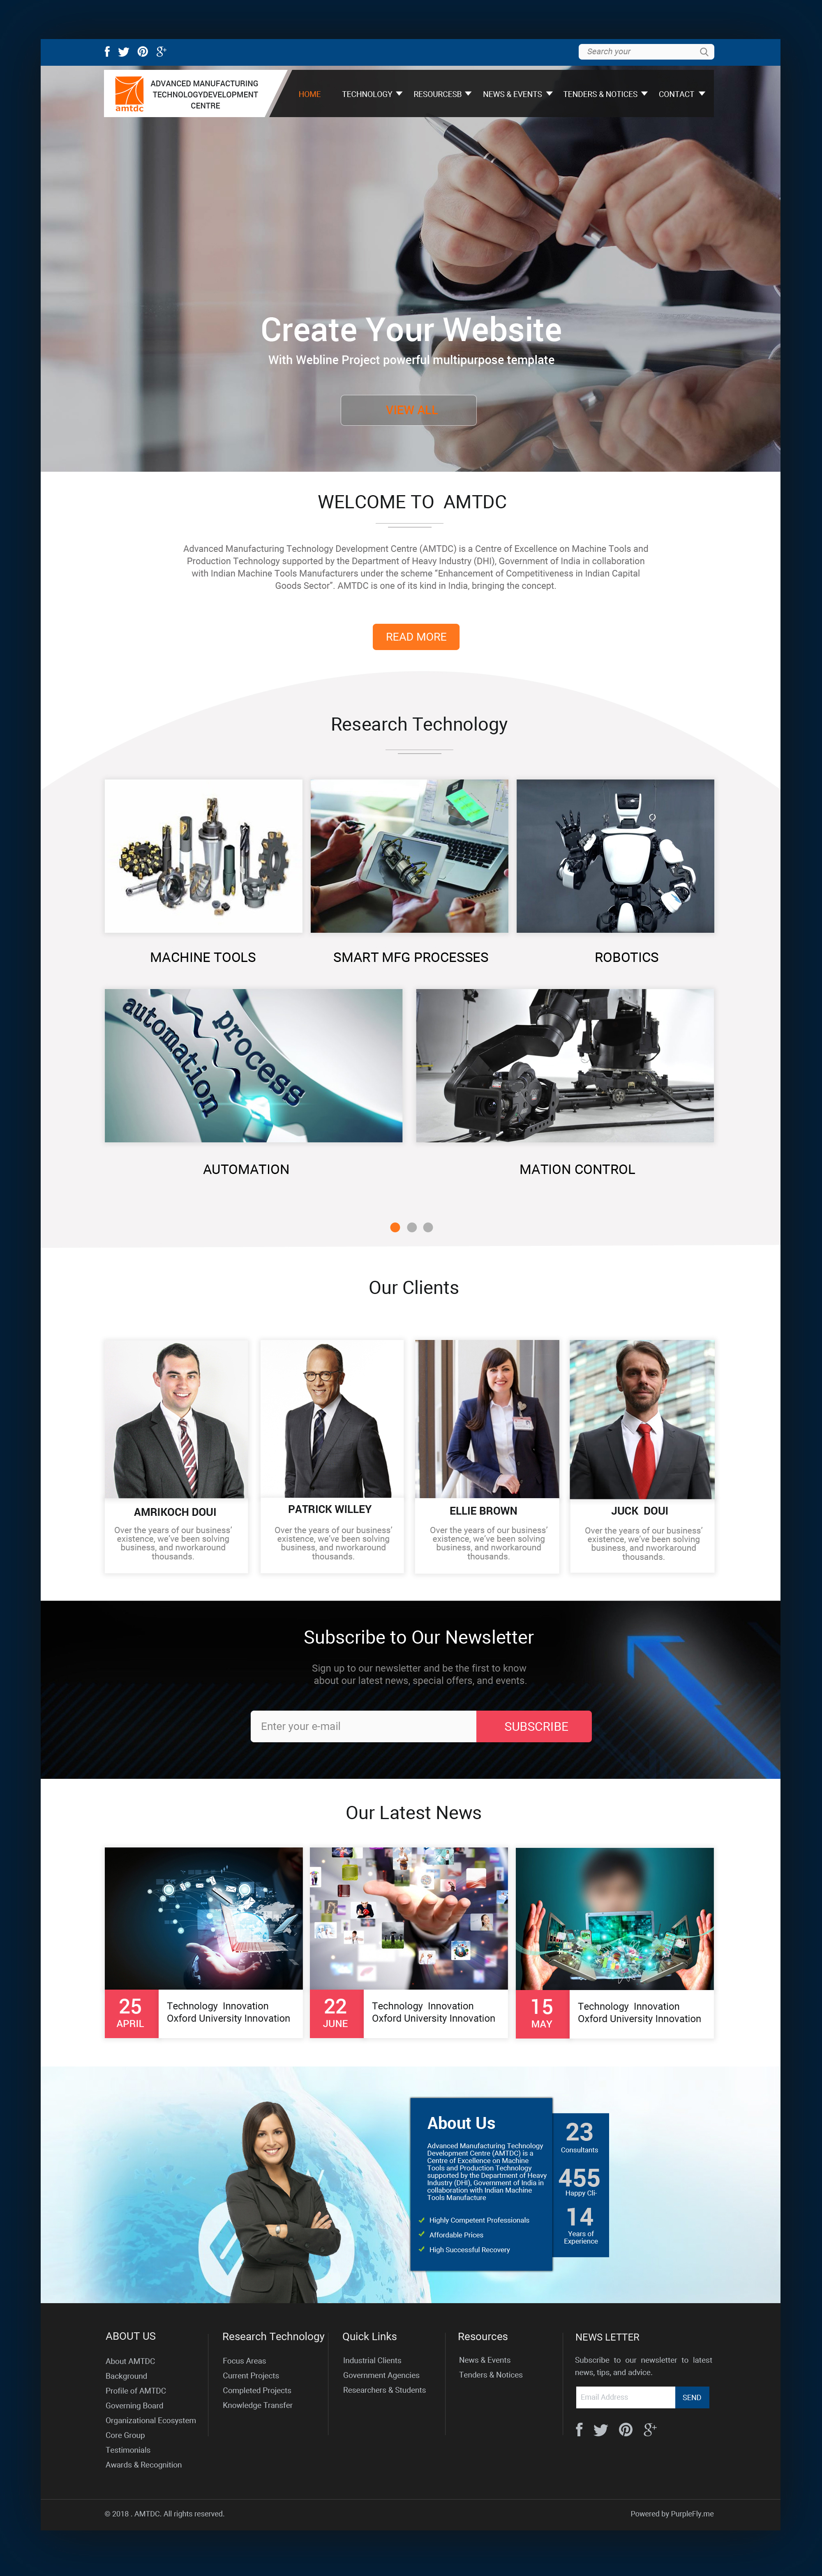 Search your
ADVANCED MANUFACTURING
TECHNOLOGYDEVELOPMENT
CENTRE
amtdc
HOME
TECHNOLOGY
RESOURCESB
NEWS & EVENTS
TENDERS & NOTICES
CONTACT
Create Your Website
With Webline Project powerful multipurpose template
VIEW ALL
WELCOME TO AMTDC
Advanced Manufacturing Technology Development Centre (AMTDC) is a Centre of Excellence on Machine Tools and
Production Technology supported by the Department of Heavy Industry (DHI), Government of India in collaboration
with Indian Machine Tools Manufacturers under the scheme “Enhancement of Competitiveness in Indian Capital
Goods Sector”. AMTDC is one of its kind in India, bringing the concept.
READ MORE
Research Technology
MACHINE TOOLS
SMART MFG PROCESSES
ROBOTICS
automation
process
AUTOMATION
MATION CONTROL
Our Clients
AMRIKOCH DOUI
Over the years of our business’
existence, we’ve been solving
business, and nworkaround
thousands.
PATRICK WILLEY
Over the years of our business’
existence, we’ve been solving
business, and nworkaround
thousands.
ELLIE BROWN
Over the years of our business’
existence, we’ve been solving
business, and nworkaround
thousands.
JUCK DOUI
Over the years of our business’
existence, we’ve been solving
business, and nworkaround
thousands.
Subscribe to Our Newsletter
Sign up to our newsletter and be the first to know
about our latest news, special offers, and events.
Enter your e-mail
SUBSCRIBE
Our Latest News
25
APRIL
Technology Innovation
Oxford University Innovation
22
JUNE
Technology Innovation
Oxford University Innovation
15
MAY
Technology Innovation
Oxford University Innovation
About Us
Advanced Manufacturing Technology
Development Centre (AMTDC) is a
Centre of Excellence on Machine
Tools and Production Technology
supported by the Department of Heavy
Industry (DHI), Government of India in
collaboration with Indian Machine
Tools Manufacture
Highly Competent Professionals
Affordable Prices
High Successful Recovery
23
Consultants
455
Happy Cli-
14
Years of
Experience
ABOUT US
About AMTDC
Background
Profile of AMTDC
Governing Board
Organizational Ecosystem
Core Group
Testimonials
Awards & Recognition
Research Technology
Focus Areas
Current Projects
Completed Projects
Knowledge Transfer
Quick Links
Industrial Clients
Government Agencies
Researchers & Students
Resources
News & Events
Tenders & Notices
NEWS LETTER
Subscribe to our newsletter to latest
news, tips, and advice.
Email Address
SEND
© 2018 . AMTDC. All rights reserved.
Powered by PurpleFly.me